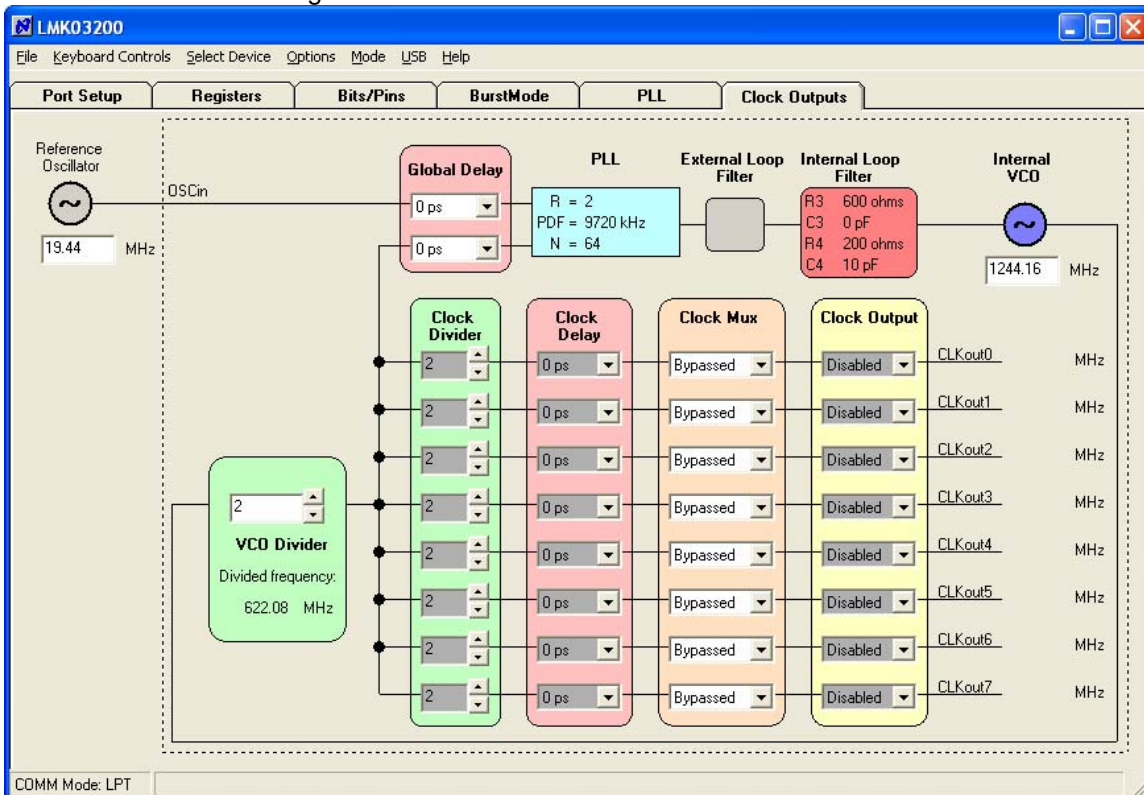 LMK03200
File Keyboard Controls Select Device Options Mode USB Help
Port Setup Registers Bits/Pins BurstMode PLL Clock Outputs
Reference
Oscillator
OSCin
19.44 MHz
Global Delay
0 ps
0 ps
PLL
R = 2
PDF = 9720 kHz
N = 64
External Loop
Filter
Internal Loop
Filter
R3 600 ohms
C3 0 pF
R4 200 ohms
C4 10 pF
Internal
VCO
1244.16 MHz
Clock
Divider
Clock
Delay
Clock Mux
Clock Output
2 0 ps Bypassed Disabled CLKout0 MHz
2 0 ps Bypassed Disabled CLKout1 MHz
2 0 ps Bypassed Disabled CLKout2 MHz
2 0 ps Bypassed Disabled CLKout3 MHz
2 0 ps Bypassed Disabled CLKout4 MHz
2 0 ps Bypassed Disabled CLKout5 MHz
2 0 ps Bypassed Disabled CLKout6 MHz
2 0 ps Bypassed Disabled CLKout7 MHz
2
VCO Divider
Divided frequency:
622.08 MHz
COMM Mode: LPT